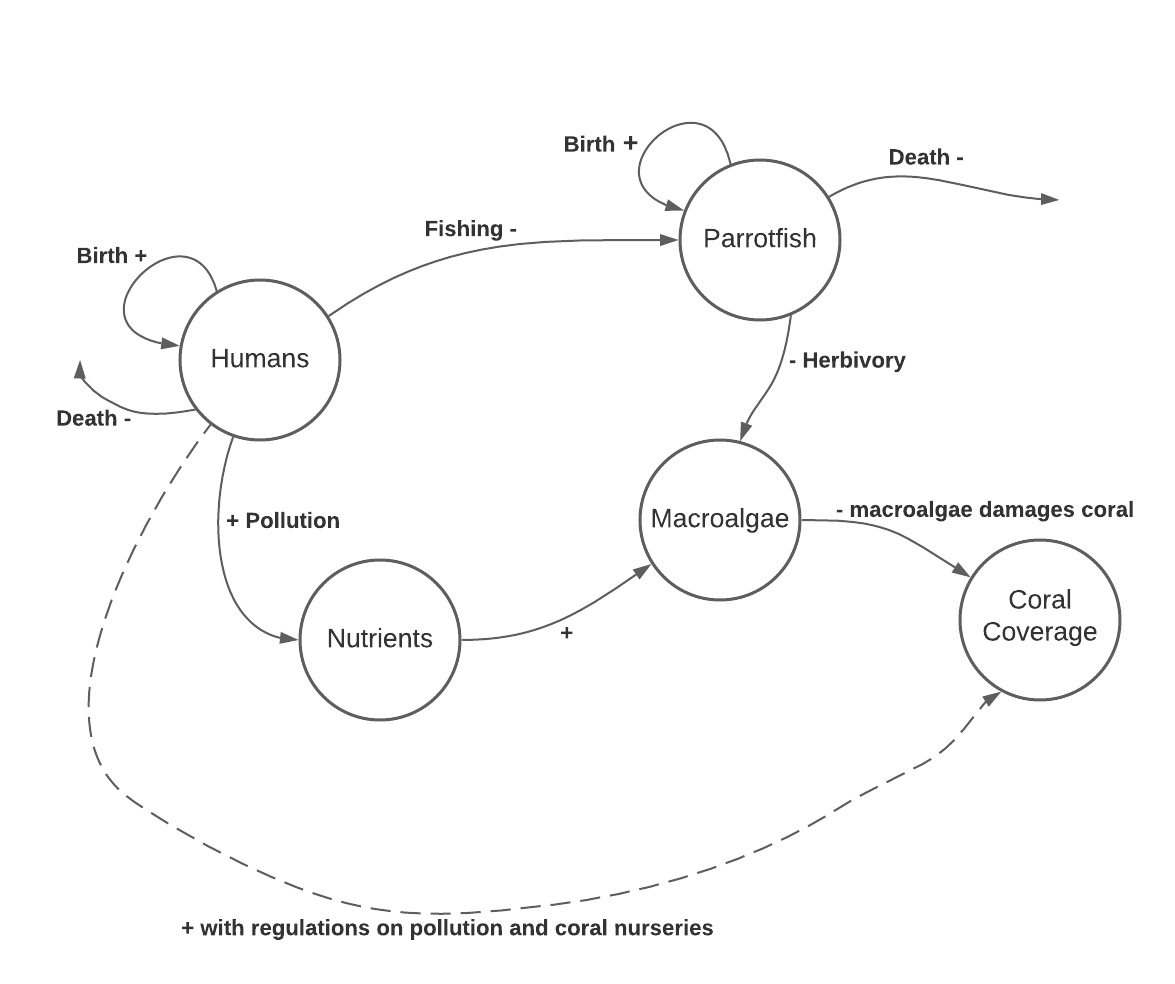 Birth +
Death -
Fishing -
Parrotfish
Birth +
Humans
- Herbivory
Death -
- macroalgae damages coral
+ Pollution
Macroalgae
Coral
Coverage
Nutrients
+
+ with regulations on pollution and coral nurseries